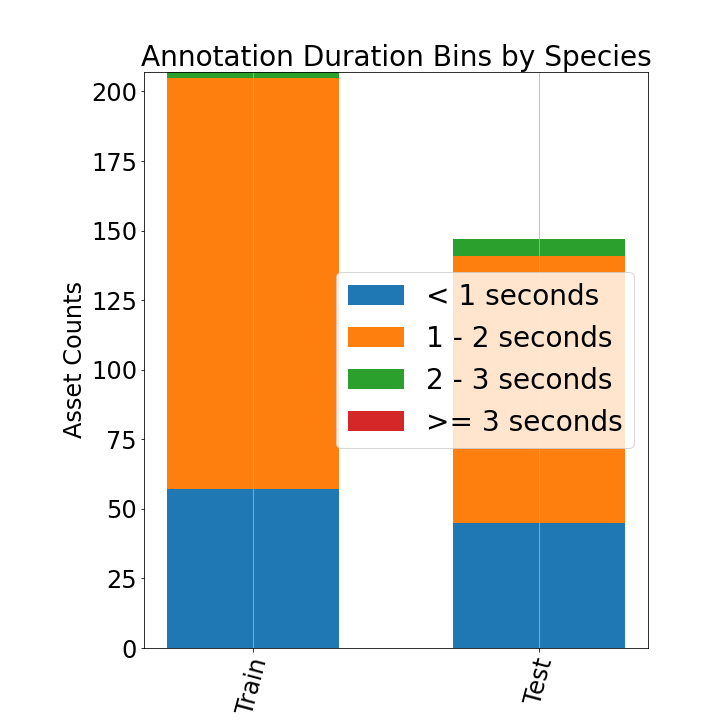 Annotation Duration Bins by Species
Asset Counts
200
175
150
125
100
75
50
25
0
< 1 seconds
1 - 2 seconds
2 - 3 seconds
>= 3 seconds
Train
Test